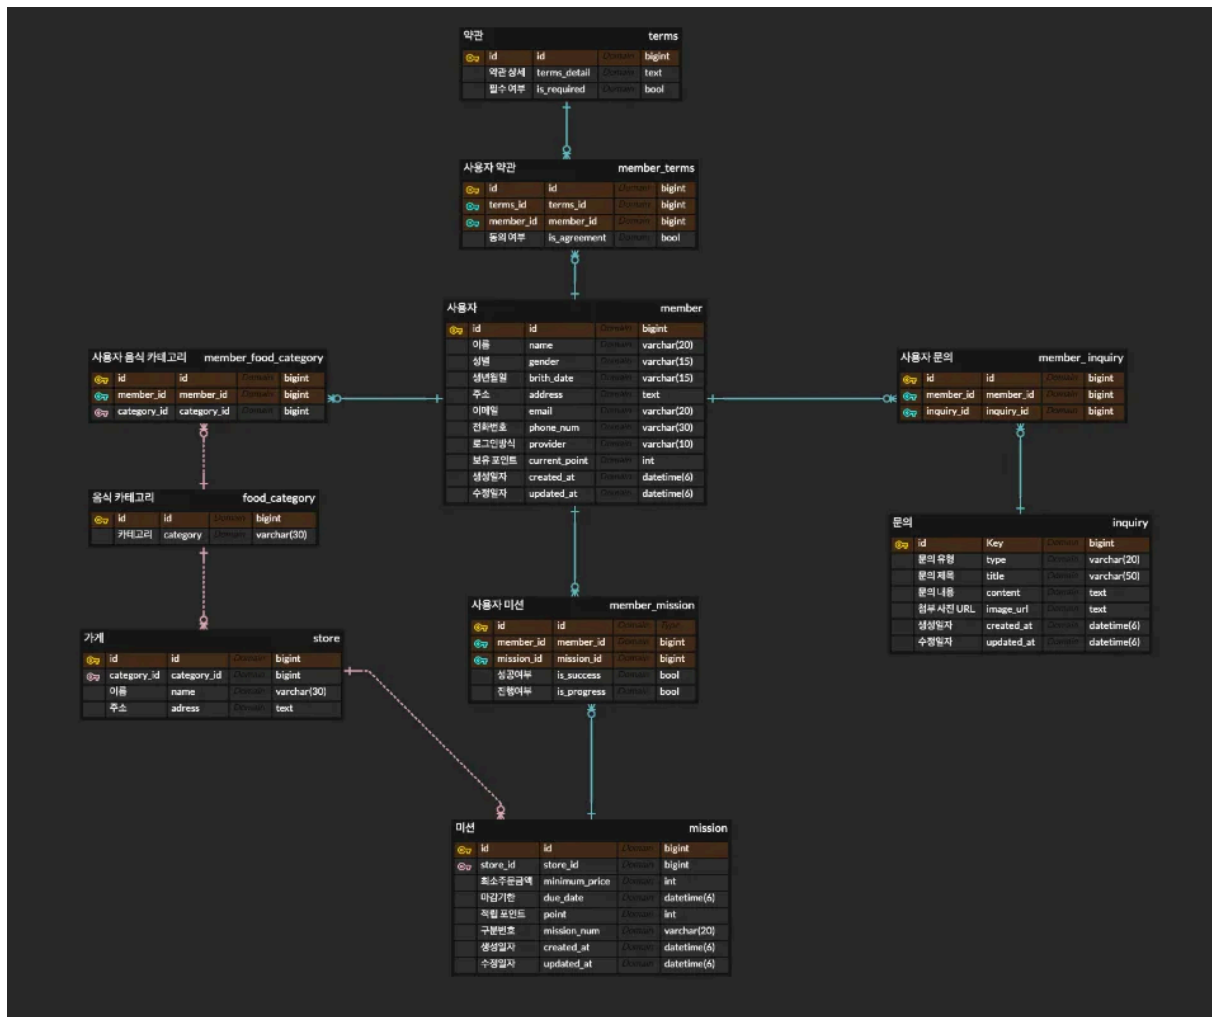 약관 terms
id id Domain bigint
약관 상세 terms_detail Domain text
필수 여부 is_required Domain bool
사용자 약관 member_terms
id id Domain bigint
terms_id terms_id Domain bigint
member_id member_id Domain bigint
동의 여부 is_agreement Domain bool
사용자 member
id id Domain bigint
이름 name Domain varchar(20)
성별 gender Domain varchar(15)
생년월일 brith_date Domain varchar(15)
주소 address Domain text
이메일 email Domain varchar(20)
전화번호 phone_num Domain varchar(30)
로그인방식 provider Domain varchar(10)
보유 포인트 current_point Domain int
생성일자 created_at Domain datetime(6)
수정일자 updated_at Domain datetime(6)
사용자 음식 카테고리 member_food_category
id id Domain bigint
member_id member_id Domain bigint
category_id category_id Domain bigint
사용자 문의 member_inquiry
id id Domain bigint
member_id member_id Domain bigint
inquiry_id inquiry_id Domain bigint
음식 카테고리 food_category
id id Domain bigint
카테고리 category Domain varchar(30)
문의 inquiry
id Key Domain bigint
문의 유형 type Domain varchar(20)
문의 제목 title Domain varchar(50)
문의 내용 content Domain text
첨부 사진 URL image_url Domain text
생성일자 created_at Domain datetime(6)
수정일자 updated_at Domain datetime(6)
사용자 미션 member_mission
id id Domain Type
member_id member_id Domain bigint
mission_id mission_id Domain bigint
성공여부 is_success Domain bool
진행여부 is_progress Domain bool
가게 store
id id Domain bigint
category_id category_id Domain bigint
이름 name Domain varchar(30)
주소 adress Domain text
미션 mission
id id Domain bigint
store_id store_id Domain bigint
최소주문금액 minimum_price Domain int
마감기한 due_date Domain datetime(6)
적립 포인트 point Domain int
구분번호 mission_num Domain varchar(20)
생성일자 created_at Domain datetime(6)
수정일자 updated_at Domain datetime(6)